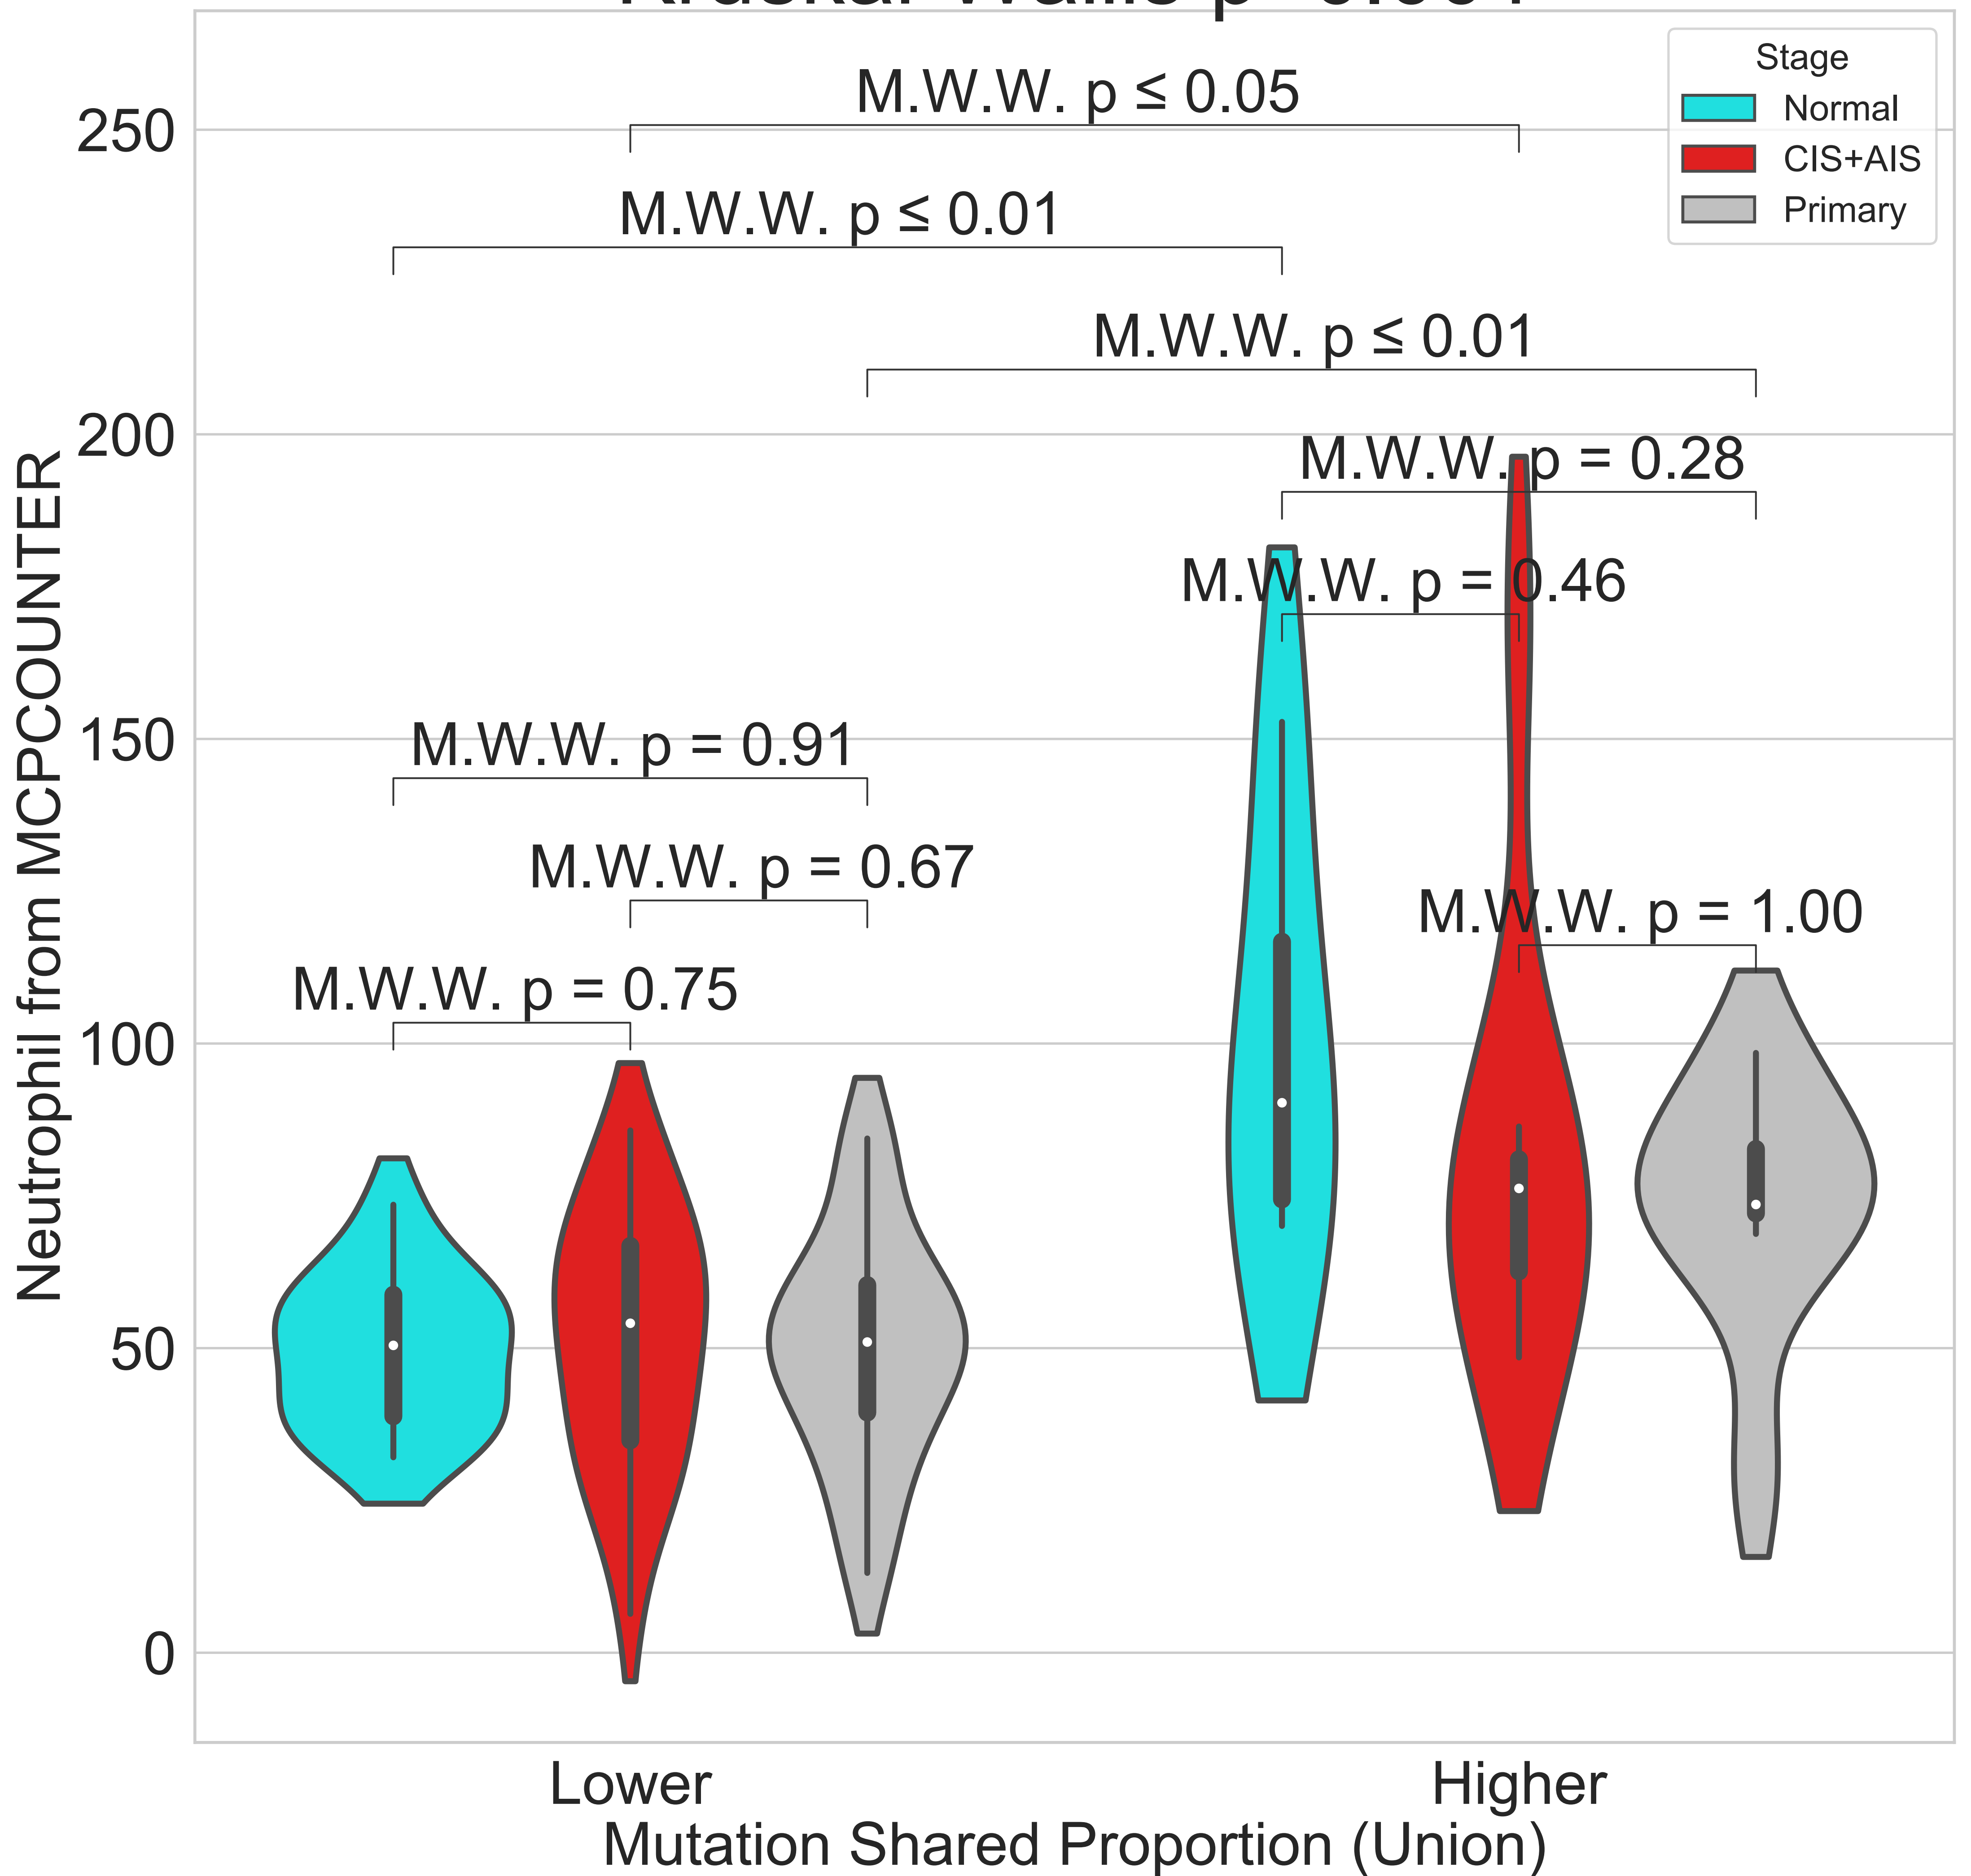 Stage
Normal
CIS+AIS
Primary
M.W.W. p ≤ 0.05
M.W.W. p ≤ 0.01
M.W.W. p ≤ 0.01
M.W.W. p = 0.28
M.W.W. p = 0.46
M.W.W. p = 0.91
M.W.W. p = 0.67
M.W.W. p = 1.00
M.W.W. p = 0.75
250
200
150
100
50
0
Neutrophil from MCPCOUNTER
Lower
Higher
Mutation Shared Proportion (Union)